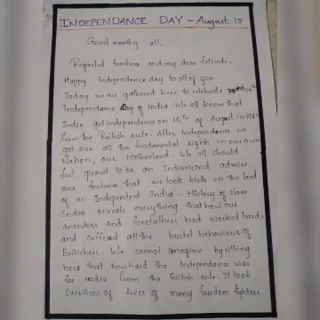 INDEPENDANCE DAY - August 15
Good morning all,
Respected teachers and my dear friends.
Happy Independence day to all of you.
Today we are gathered here to celebrate
Independence Day of India. We all know that
India got independence on 15th of August in 1947
from the British rule. After Independence we
got our all the fundamental rights in our own
Nation, our Motherland. We all should
feel proud to be an Indian and admire
our fortune that we took birth on the land
of an Independent India. History of slave
India reveals everything that how our
ancestors and forefathers had worked hard
and suffered all the brutal behaviours of
Britishers. We cannot imagine by sitting
here that how hard the Independance was
for India from the British rule. It took
sacrifices of lives of many freedom fighters